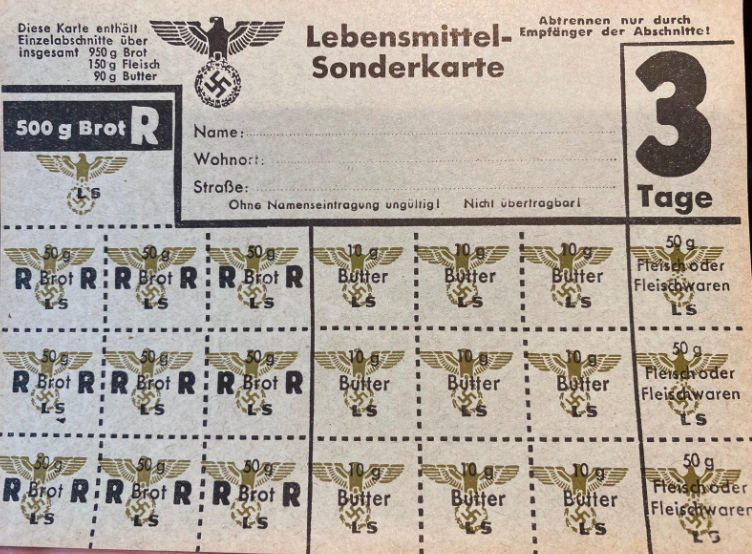 Diese Karte enthält
Einzelabschnitte über
insgesamt 950 g Brot
150 g Fleisch
90 g Butter
Lebensmittel-
Sonderkarte
Abtrennen nur durch
Empfänger der Abschnitte!
500 g Brot R
LS
Name:
Wohnort:
Straße:
Ohne Namenseintragung ungültig! Nicht übertragbar!
3
Tage
50 g 50 g 50 g 10 g 10 g 10 g 50 g
R Brot R R Brot R R Brot R Butter Butter Butter Fleisch oder
Fleischwaren
LS LS LS LS LS LS LS
50 g 50 g 50 g 10 g 10 g 10 g 50 g
R Brot R R Brot R R Brot R Butter Butter Butter Fleisch oder
Fleischwaren
LS LS LS LS LS LS LS
50 g 50 g 50 g 10 g 10 g 10 g 50 g
R Brot R R Brot R R Brot R Butter Butter Butter Fleisch oder
Fleischwaren
LS LS LS LS LS LS LS